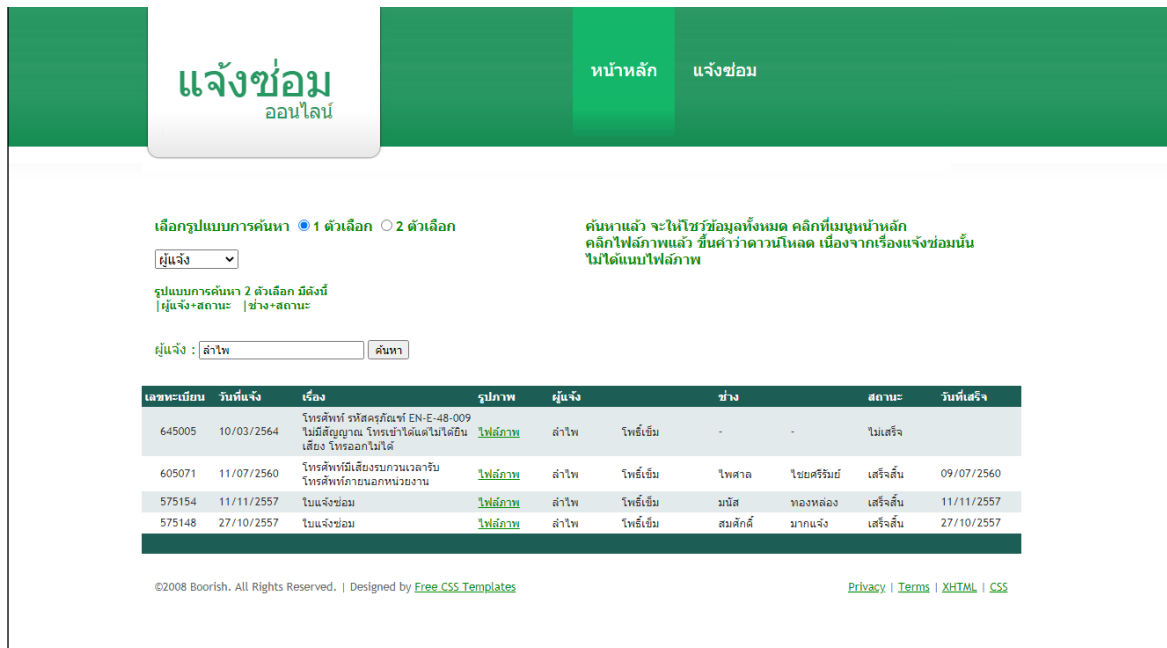 แจ้งซ่อม
ออนไลน์
หน้าหลัก แจ้งซ่อม
เลือกรูปแบบการค้นหา 1 ตัวเลือก 2 ตัวเลือก
ผู้แจ้ง
รูปแบบการค้นหา 2 ตัวเลือก มีดังนี้
|ผู้แจ้ง+สถานะ |ช่าง+สถานะ
ค้นหาแล้ว จะให้โชว์ข้อมูลทั้งหมด คลิกที่เมนูหน้าหลัก
คลิกไฟล์ภาพแล้ว ขึ้นคำว่าดาวน์โหลด เนื่องจากเรื่องแจ้งซ่อมนั้น
ไม่ได้แนบไฟล์ภาพ
ผู้แจ้ง : ลำไพ ค้นหา
เลขทะเบียน วันที่แจ้ง เรื่อง รูปภาพ ผู้แจ้ง ช่าง สถานะ วันที่เสร็จ
โทรศัพท์ รหัสครุภัณฑ์ EN-E-48-009
645005 10/03/2564 ไม่มีสัญญาณ โทรเข้าได้แต่ไม่ได้ยิน ไฟล์ภาพ ลำไพ โพธิ์เข็ม - - ไม่เสร็จ
เสียง โทรออกไม่ได้
605071 11/07/2560 โทรศัพท์มีเสียงรบกวนเวลารับ ไฟล์ภาพ ลำไพ โพธิ์เข็ม ไพศาล ไชยศรีรัมย์ เสร็จสิ้น 09/07/2560
โทรศัพท์ภายนอกหน่วยงาน
575154 11/11/2557 ใบแจ้งซ่อม ไฟล์ภาพ ลำไพ โพธิ์เข็ม มนัส ทองหล่อง เสร็จสิ้น 11/11/2557
575148 27/10/2557 ใบแจ้งซ่อม ไฟล์ภาพ ลำไพ โพธิ์เข็ม สมศักดิ์ มากแจ้ง เสร็จสิ้น 27/10/2557
©2008 Boorish. All Rights Reserved. | Designed by Free CSS Templates
Privacy | Terms | XHTML | CSS